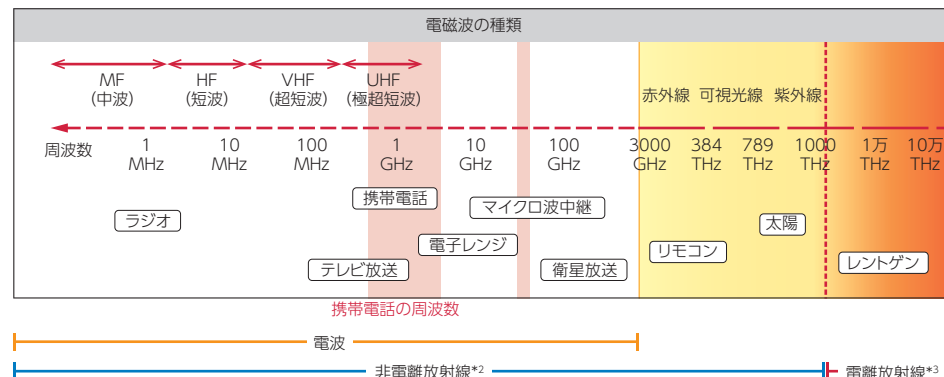 電磁波の種類
MF
(中波)
HF
(短波)
VHF
(超短波)
UHF
(極超短波)
赤外線 可視光線 紫外線
周波数
1
MHz
10
MHz
100
MHz
1
GHz
10
GHz
100
GHz
3000
GHz
384
THz
789
THz
1000
THz
1万
THz
10万
THz
携帯電話
マイクロ波中継
ラジオ
太陽
電子レンジ
リモコン
テレビ放送
衛星放送
レントゲン
携帯電話の周波数
電波
非電離放射線*2
電離放射線*3